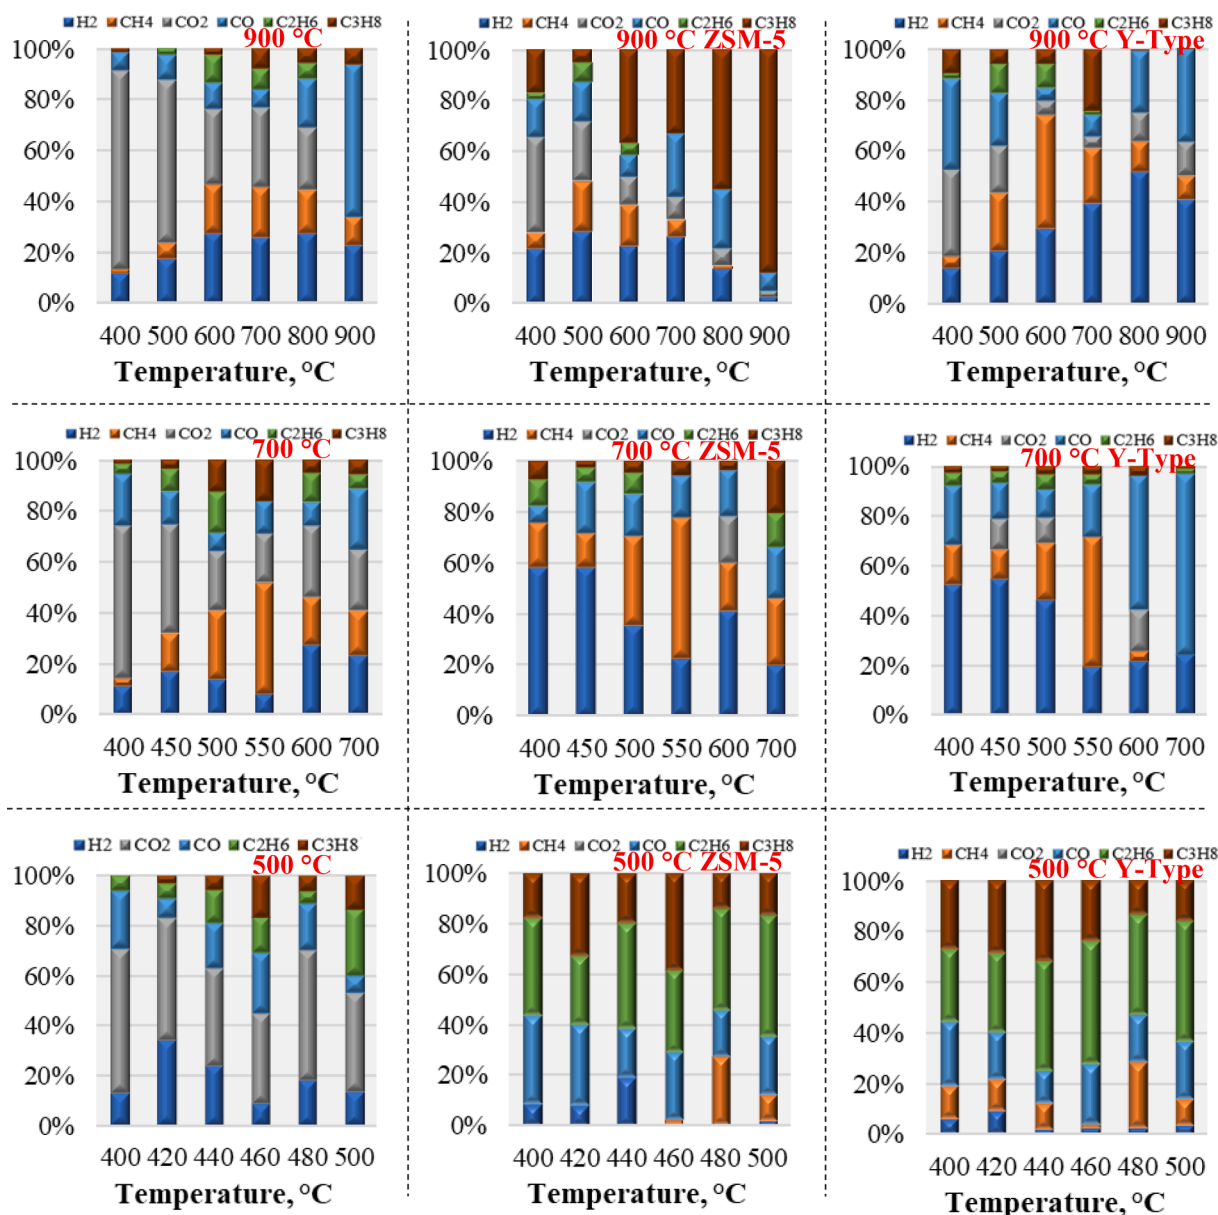 H2 CH4 CO2 CO C2H6 C3H8
900 °C
100%
80%
60%
40%
20%
0%
400 500 600 700 800 900
Temperature, °C
H2 CH4 CO2 CO C2H6 C3H8
900 °C ZSM-5
100%
80%
60%
40%
20%
0%
400 500 600 700 800 900
Temperature, °C
H2 CH4 CO2 CO C2H6 C3H8
900 °C Y-Type
100%
80%
60%
40%
20%
0%
400 500 600 700 800 900
Temperature, °C
H2 CH4 CO2 CO C2H6 C3H8
700 °C
100%
80%
60%
40%
20%
0%
400 450 500 550 600 700
Temperature, °C
H2 CH4 CO2 CO C2H6 C3H8
700 °C ZSM-5
100%
80%
60%
40%
20%
0%
400 450 500 550 600 700
Temperature, °C
H2 CH4 CO2 CO C2H6 C3H8
700 °C Y-Type
100%
80%
60%
40%
20%
0%
400 450 500 550 600 700
Temperature, °C
H2 CO2 CO C2H6 C3H8
500 °C
100%
80%
60%
40%
20%
0%
400 420 440 460 480 500
Temperature, °C
H2 CH4 CO2 CO C2H6 C3H8
500 °C ZSM-5
100%
80%
60%
40%
20%
0%
400 420 440 460 480 500
Temperature, °C
H2 CH4 CO2 CO C2H6 C3H8
500 °C Y-Type
100%
80%
60%
40%
20%
0%
400 420 440 460 480 500
Temperature, °C